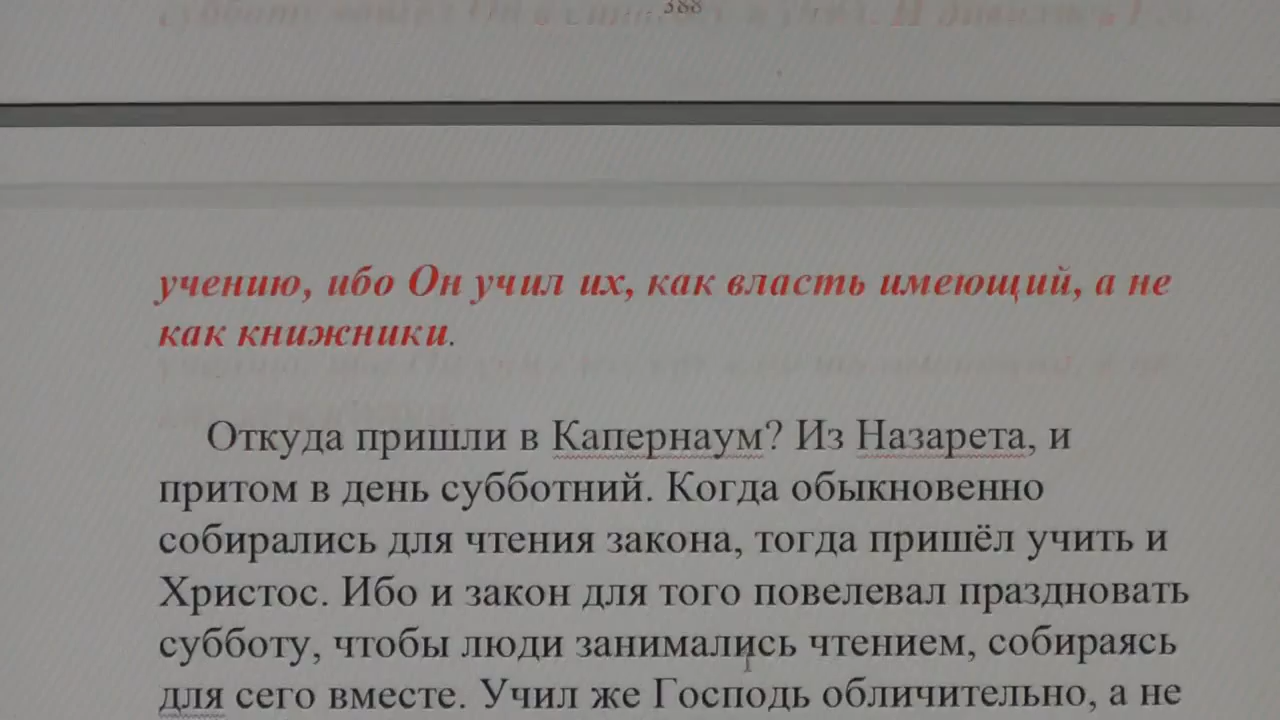 388
учению, ибо Он учил их, как власть имеющий, а не
как книжники.
Откуда пришли в Капернаум? Из Назарета, и
притом в день субботний. Когда обыкновенно
собирались для чтения закона, тогда пришёл учить и
Христос. Ибо и закон для того повелевал праздновать
субботу, чтобы люди занимались чтением, собираясь
для сего вместе. Учил же Господь обличительно, а не